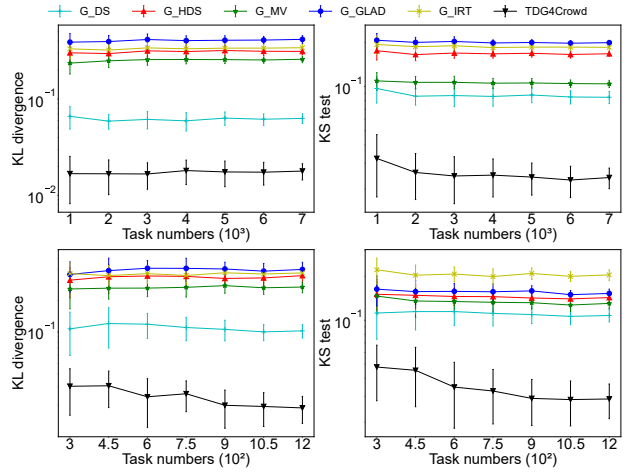 G_DS G_HDS G_MV G_GLAD G_IRT TDG4Crowd
KL divergence
10⁻¹
10⁻²
1 2 3 4 5 6 7
Task numbers (10³)
KS test
10⁻¹
1 2 3 4 5 6 7
Task numbers (10³)
KL divergence
10⁻¹
3 4.5 6 7.5 9 10.5 12
Task numbers (10²)
KS test
10⁻¹
3 4.5 6 7.5 9 10.5 12
Task numbers (10²)